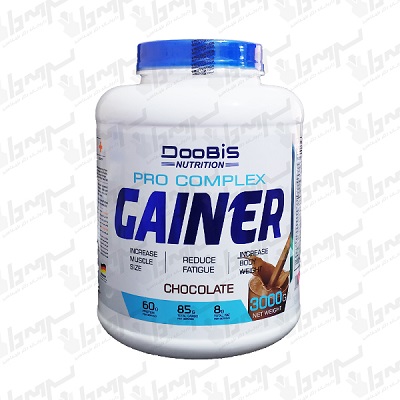 DooBiS
NUTRITION
PRO COMPLEX
GAINER
INCREASE
MUSCLE
SIZE
REDUCE
FATIGUE
INCREASE
BODY
WEIGHT
CHOCOLATE
60G
85G
8G
3000G
NET WEIGHT